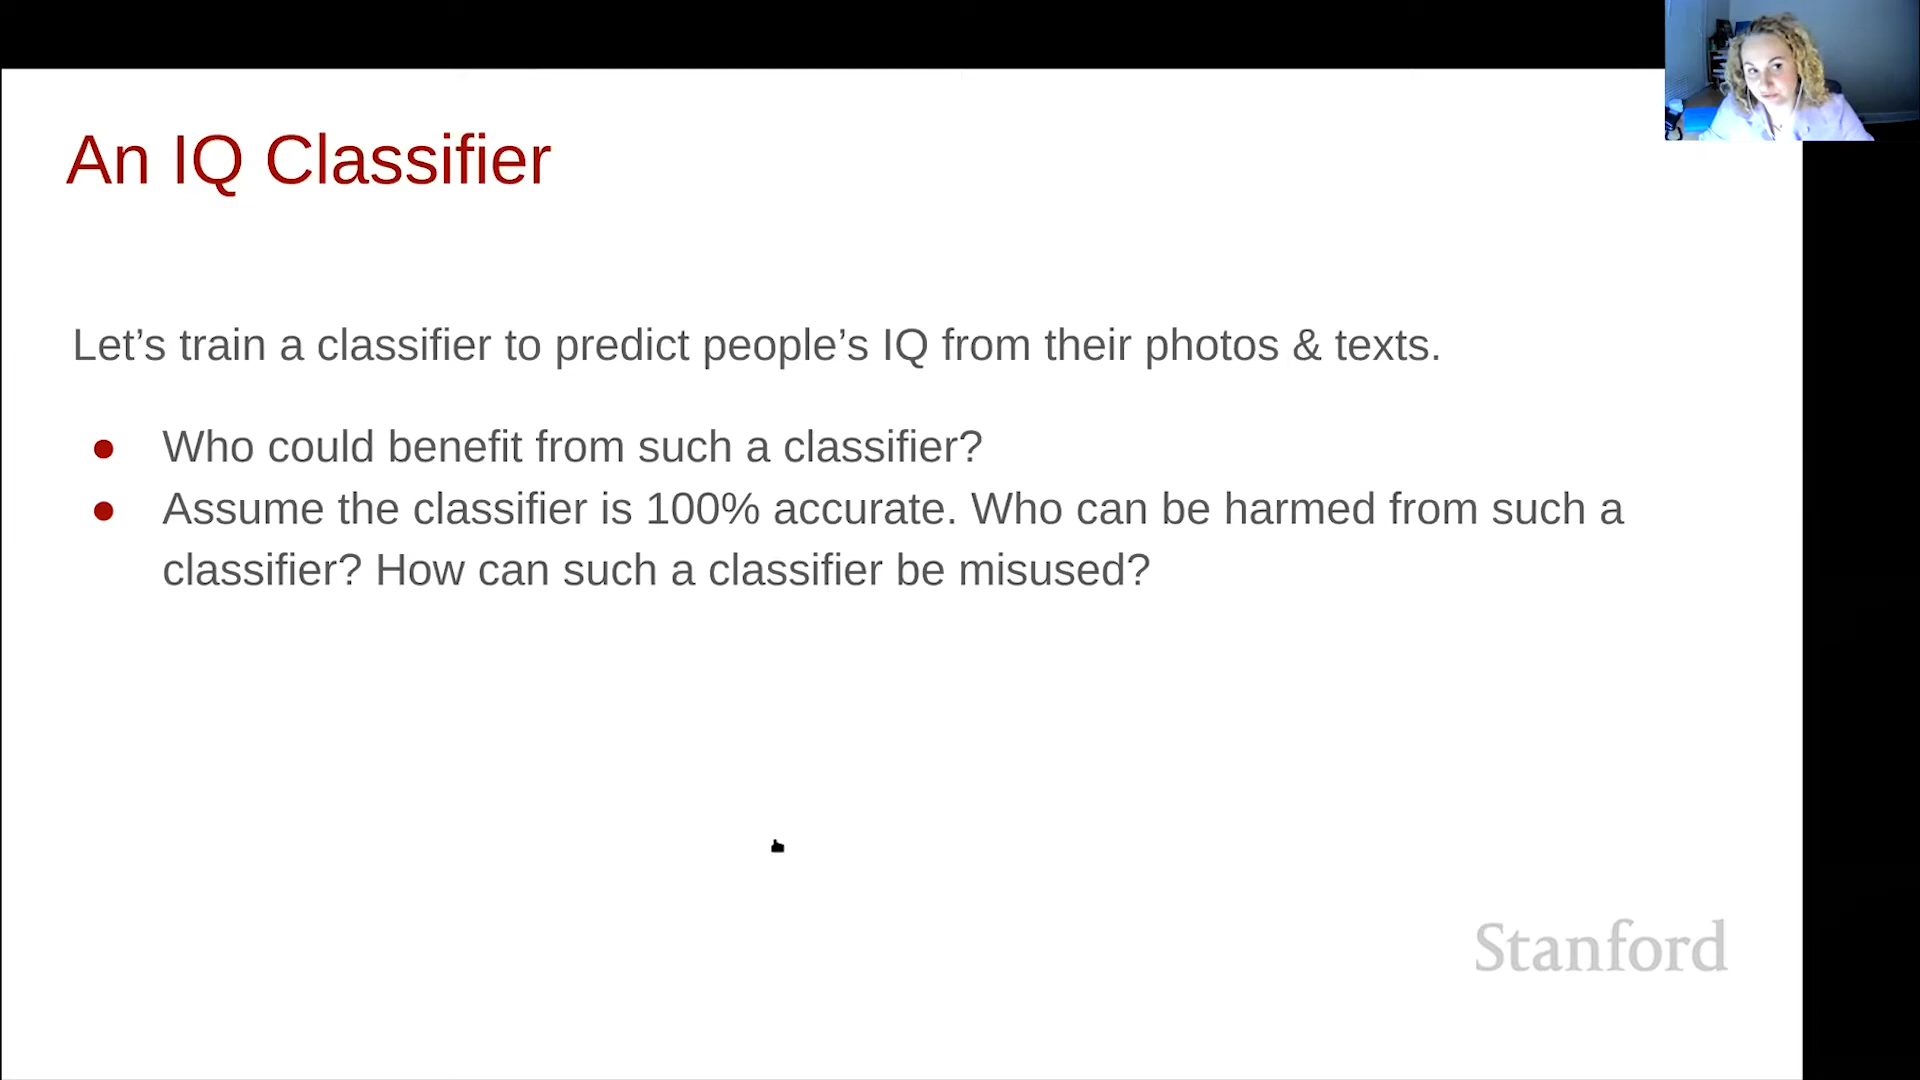 An IQ Classifier
Let’s train a classifier to predict people’s IQ from their photos & texts.
● Who could benefit from such a classifier?
● Assume the classifier is 100% accurate. Who can be harmed from such a
classifier? How can such a classifier be misused?
Stanford